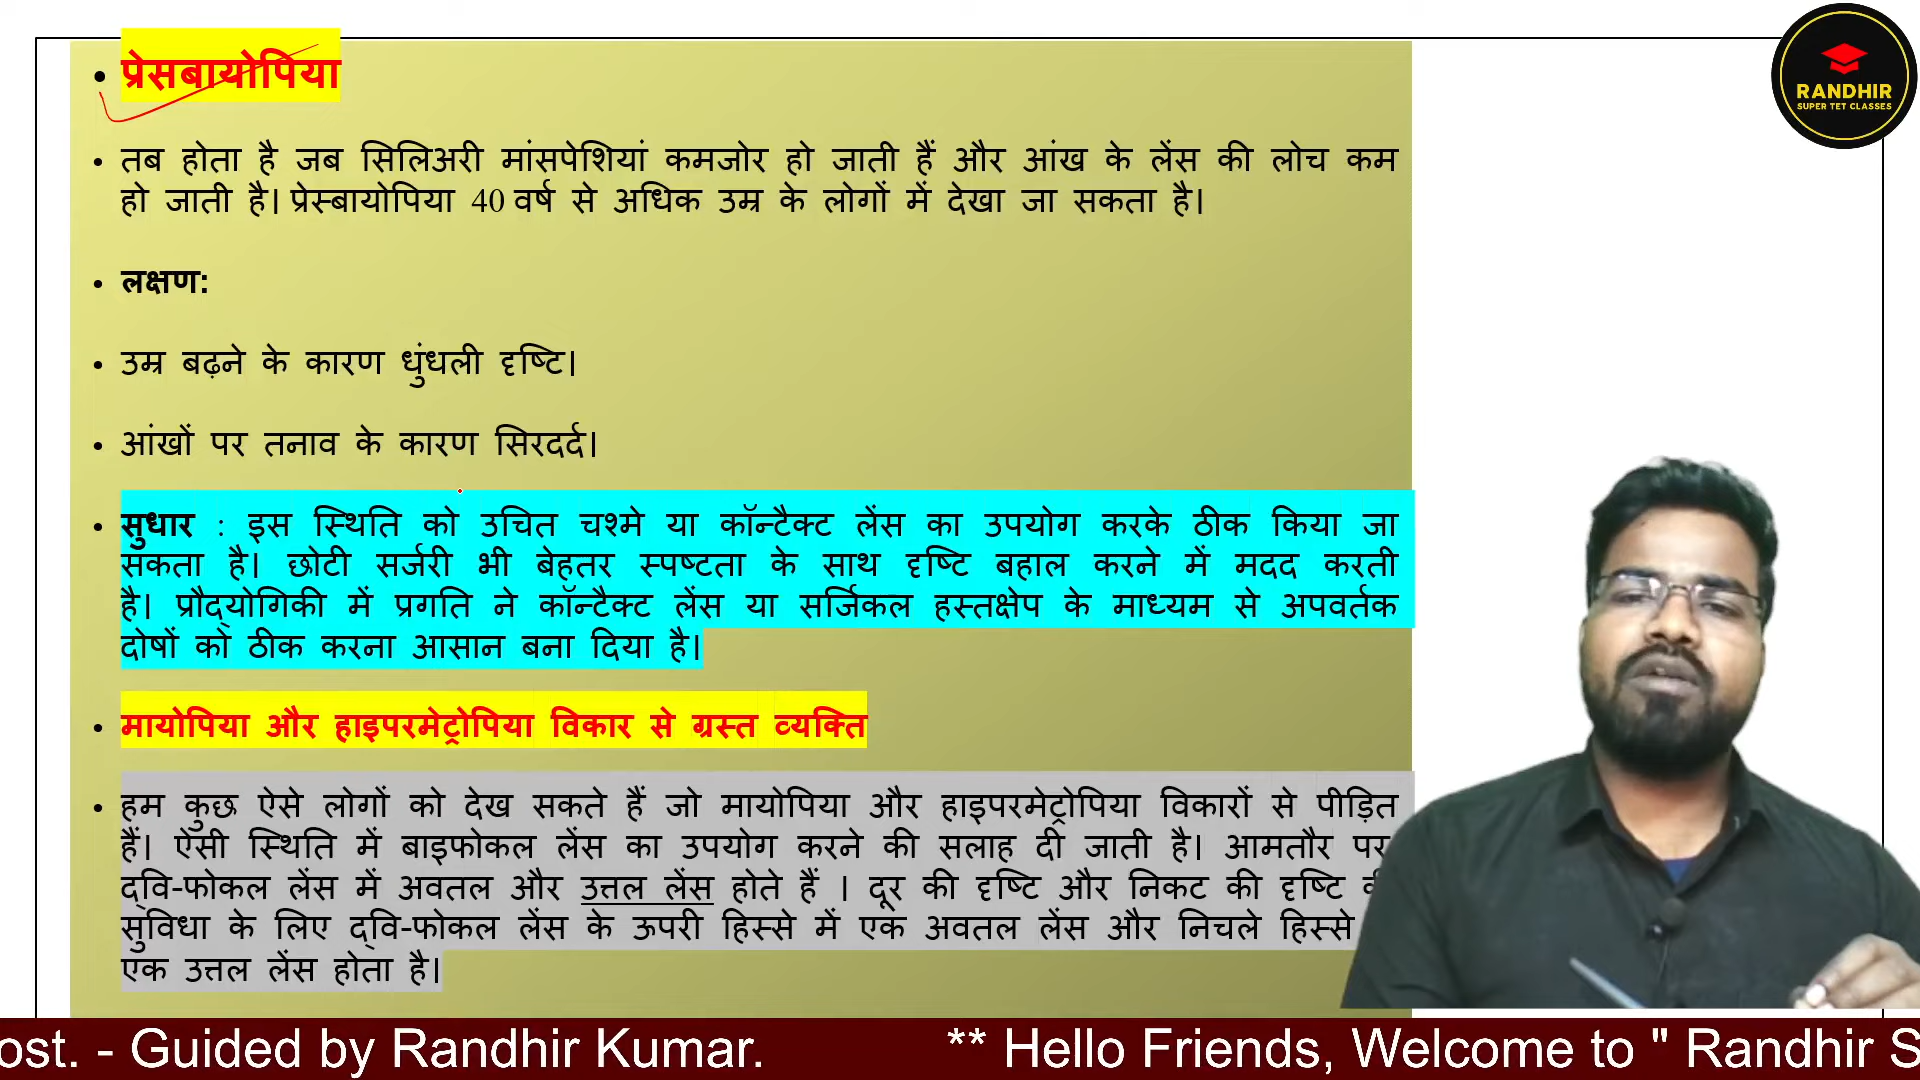 प्रेसबायोपिया
तब होता है जब सिलिअरी मांसपेशियां कमजोर हो जाती हैं और आंख के लेंस की लोच कम
हो जाती है। प्रेस्बायोपिया 40 वर्ष से अधिक उम्र के लोगों में देखा जा सकता है।
लक्षण:
उम्र बढ़ने के कारण धुंधली दृष्टि।
आंखों पर तनाव के कारण सिरदर्द।
सुधार : इस स्थिति को उचित चश्मे या कॉन्टैक्ट लेंस का उपयोग करके ठीक किया जा
सकता है। छोटी सर्जरी भी बेहतर स्पष्टता के साथ दृष्टि बहाल करने में मदद करती
है। प्रौद्योगिकी में प्रगति ने कॉन्टैक्ट लेंस या सर्जिकल हस्तक्षेप के माध्यम से अपवर्तक
दोषों को ठीक करना आसान बना दिया है।
मायोपिया और हाइपरमेट्रोपिया विकार से ग्रस्त व्यक्ति
हम कुछ ऐसे लोगों को देख सकते हैं जो मायोपिया और हाइपरमेट्रोपिया विकारों से पीड़ित
हैं। ऐसी स्थिति में बाइफोकल लेंस का उपयोग करने की सलाह दी जाती है। आमतौर पर
द्वि-फोकल लेंस में अवतल और उत्तल लेंस होते हैं । दूर की दृष्टि और निकट की दृष्टि
सुविधा के लिए द्वि-फोकल लेंस के ऊपरी हिस्से में एक अवतल लेंस और निचले हिस्से
एक उत्तल लेंस होता है।
RANDHIR
SUPER TET CLASSES
ost. - Guided by Randhir Kumar. ** Hello Friends, Welcome to " Randhir S